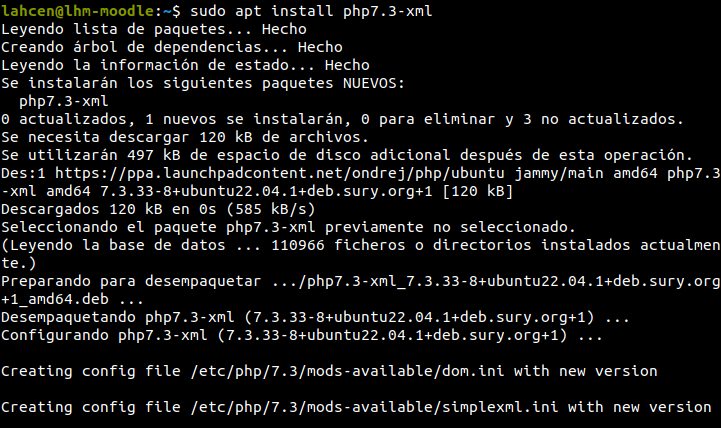 lahcen@lhm-moodle:~$ sudo apt install php7.3-xml
Leyendo lista de paquetes... Hecho
Creando árbol de dependencias... Hecho
Leyendo la información de estado... Hecho
Se instalarán los siguientes paquetes NUEVOS:
  php7.3-xml
0 actualizados, 1 nuevos se instalarán, 0 para eliminar y 3 no actualizados.
Se necesita descargar 120 kB de archivos.
Se utilizarán 497 kB de espacio de disco adicional después de esta operación.
Des:1 https://ppa.launchpadcontent.net/ondrej/php/ubuntu jammy/main amd64 php7.3
-xml amd64 7.3.33-8+ubuntu22.04.1+deb.sury.org+1 [120 kB]
Descargados 120 kB en 0s (585 kB/s)
Seleccionando el paquete php7.3-xml previamente no seleccionado.
(Leyendo la base de datos ... 110966 ficheros o directorios instalados actualmen
te.)
Preparando para desempaquetar .../php7.3-xml_7.3.33-8+ubuntu22.04.1+deb.sury.org
+1_amd64.deb ...
Desempaquetando php7.3-xml (7.3.33-8+ubuntu22.04.1+deb.sury.org+1) ...
Configurando php7.3-xml (7.3.33-8+ubuntu22.04.1+deb.sury.org+1) ...

Creating config file /etc/php/7.3/mods-available/dom.ini with new version

Creating config file /etc/php/7.3/mods-available/simplexml.ini with new version